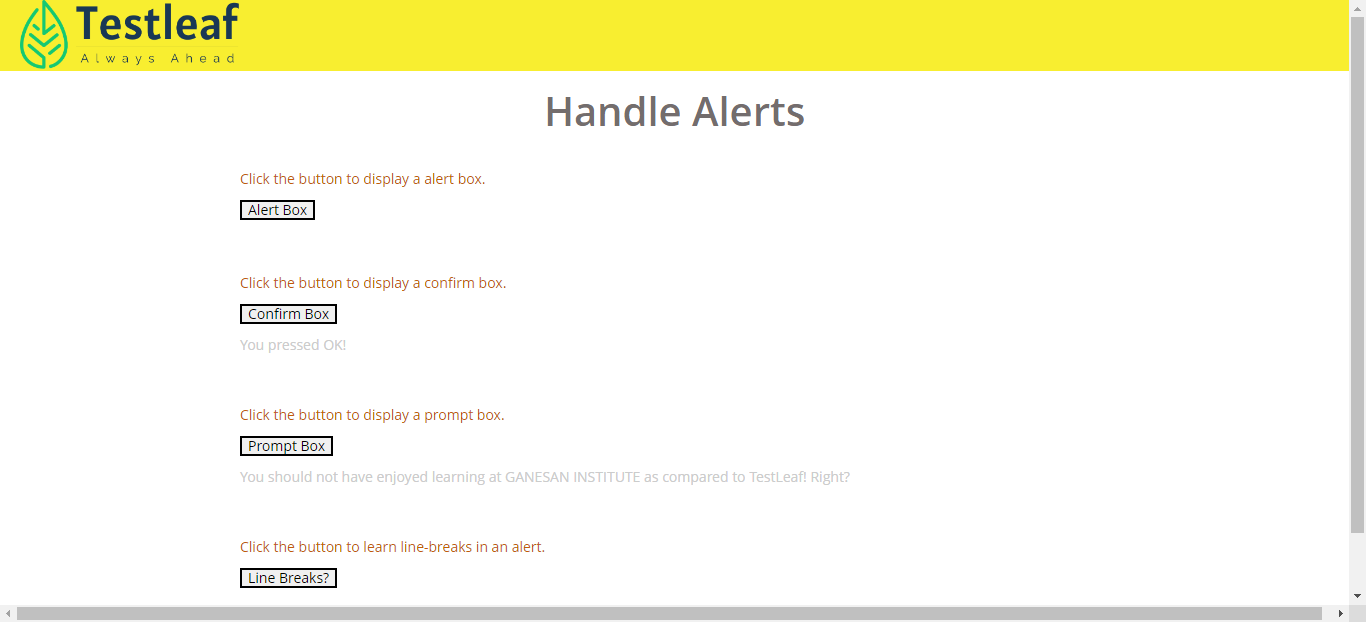 Testleaf
Always Ahead
Handle Alerts
Click the button to display a alert box.
Alert Box
Click the button to display a confirm box.
Confirm Box
You pressed OK!
Click the button to display a prompt box.
Prompt Box
You should not have enjoyed learning at GANESAN INSTITUTE as compared to TestLeaf! Right?
Click the button to learn line-breaks in an alert.
Line Breaks?